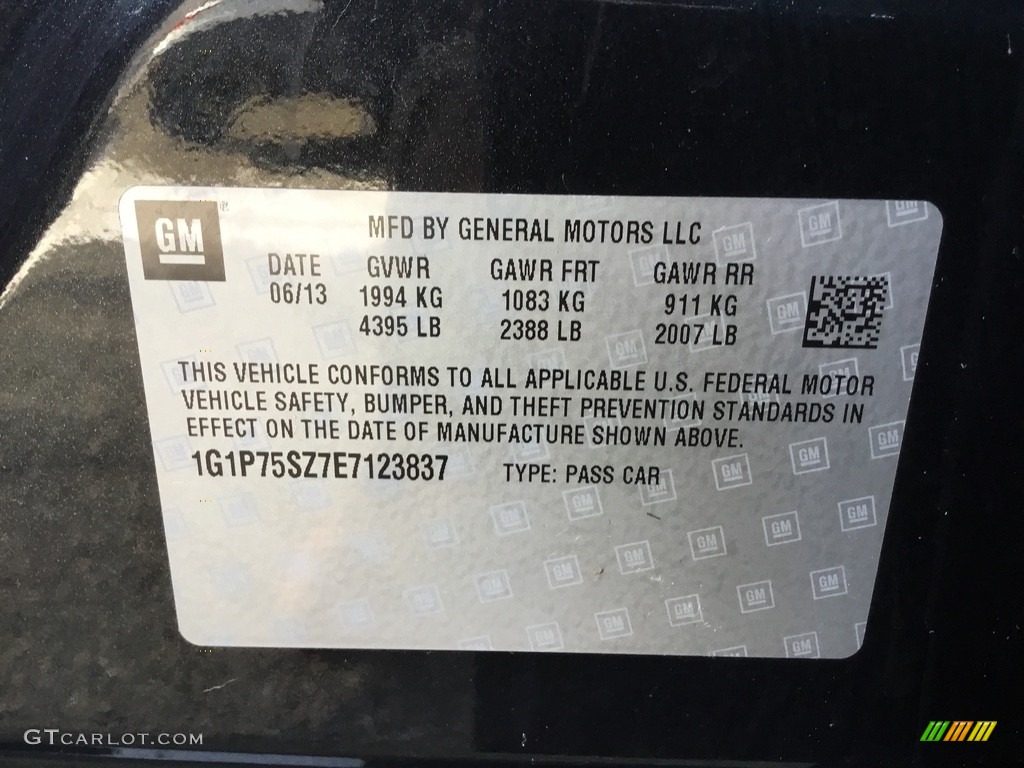 GM ®
MFD BY GENERAL MOTORS LLC
DATE GVWR GAWR FRT GAWR RR
06/13 1994 KG 1083 KG 911 KG
4395 LB 2388 LB 2007 LB
THIS VEHICLE CONFORMS TO ALL APPLICABLE U.S. FEDERAL MOTOR
VEHICLE SAFETY, BUMPER, AND THEFT PREVENTION STANDARDS IN
EFFECT ON THE DATE OF MANUFACTURE SHOWN ABOVE.
1G1P75SZ7E7123837 TYPE: PASS CAR
GTCARLOT.COM